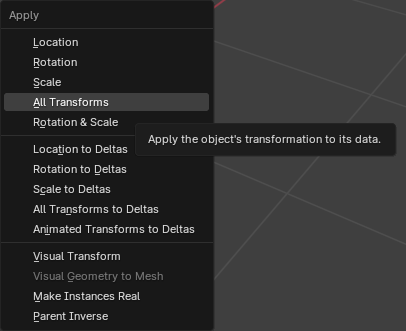 Apply
Location
Rotation
Scale
All Transforms
Rotation & Scale
Apply the object's transformation to its data.
Location to Deltas
Rotation to Deltas
Scale to Deltas
All Transforms to Deltas
Animated Transforms to Deltas
Visual Transform
Visual Geometry to Mesh
Make Instances Real
Parent Inverse